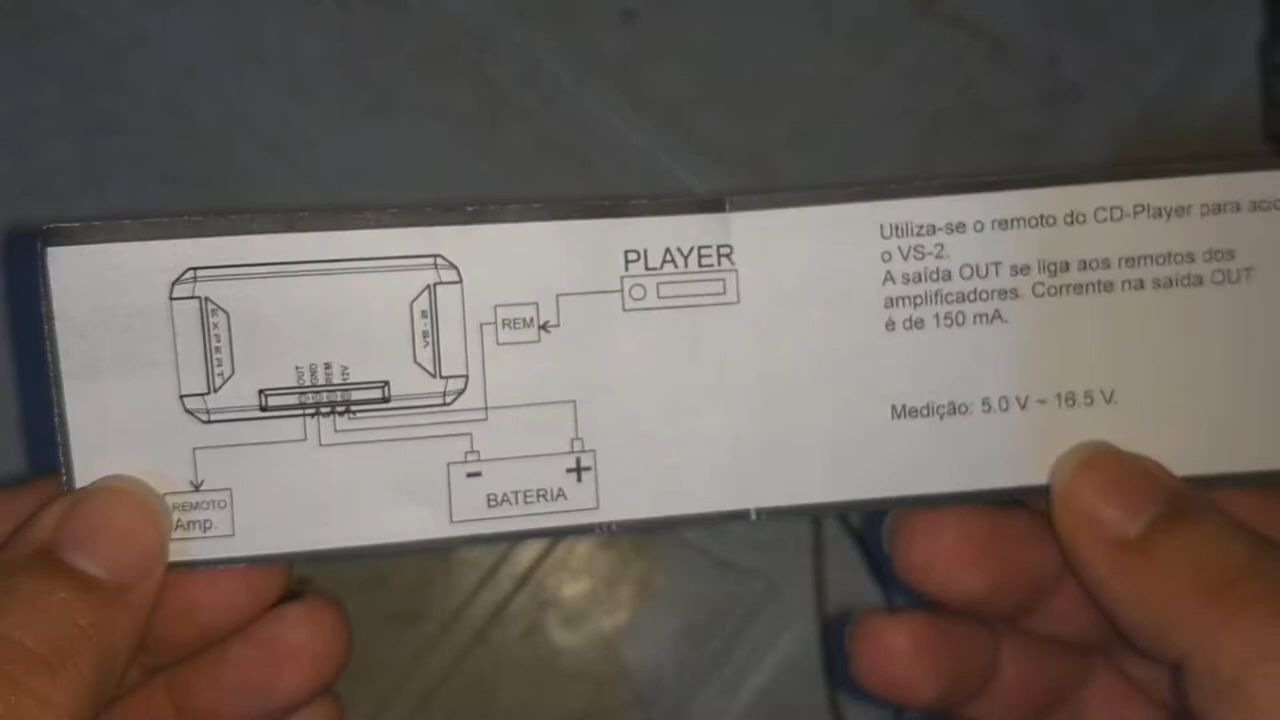 PLAYER
EXPERT
VS-2
REM
OUT
GND
REM
12V
REMOTO
Amp.
BATERIA
Utiliza-se o remoto do CD-Player para
o VS-2.
A saída OUT se liga aos remotos dos
amplificadores. Corrente na saída OUT
é de 150 mA.
Medição: 5.0 V ~ 16.5 V.